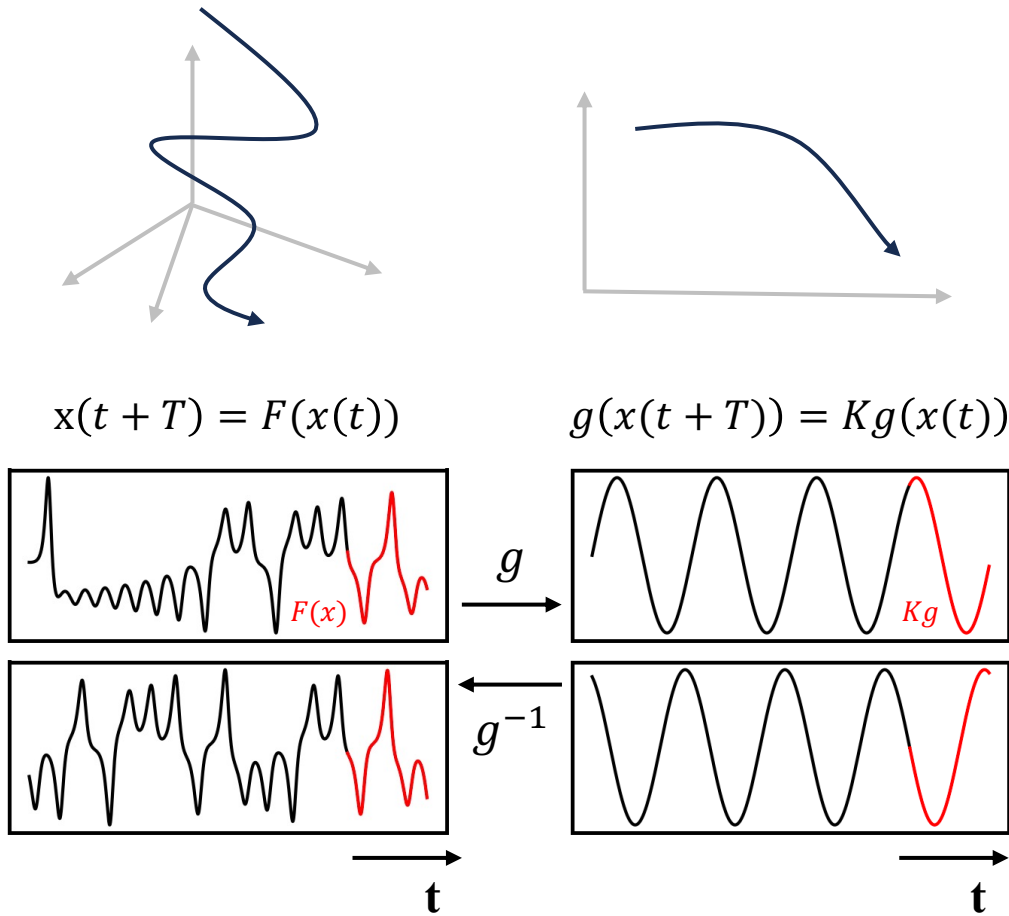 x(t + T) = F(x(t))
g(x(t + T)) = Kg(x(t))
F(x)
g
Kg
g⁻¹
t
t